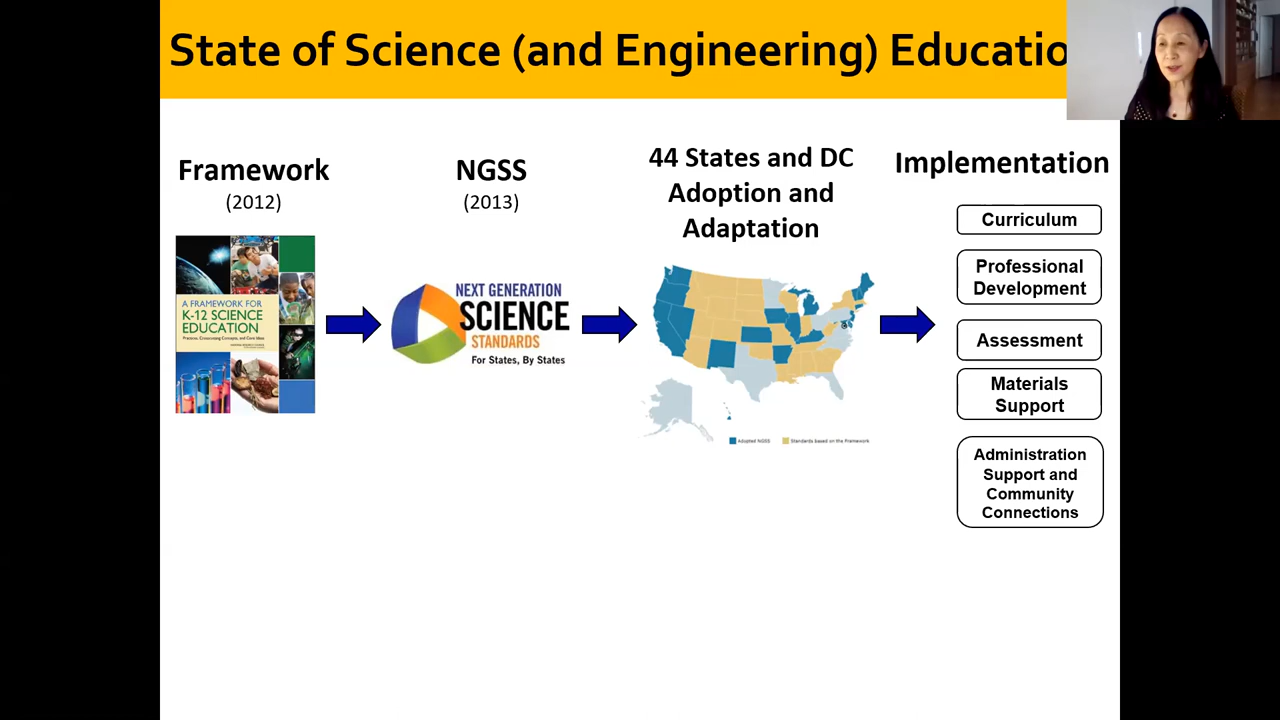 State of Science (and Engineering) Educatio
Framework
(2012)
A FRAMEWORK FOR
K-12 SCIENCE
EDUCATION
Practices, Crosscutting Concepts, and Core Ideas
NGSS
(2013)
NEXT GENERATION
SCIENCE
STANDARDS
For States, By States
44 States and DC
Adoption and
Adaptation
Adopted NGSS
Standards based on the Framework
Implementation
Curriculum
Professional
Development
Assessment
Materials
Support
Administration
Support and
Community
Connections